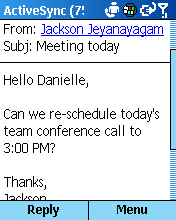 ActiveSync (7
From: Jackson Jeyanayagam
Subj: Meeting today
Hello Danielle,
Can we re-schedule today's
team conference call to
3:00 PM?
Thanks,
Jackson
Reply Menu